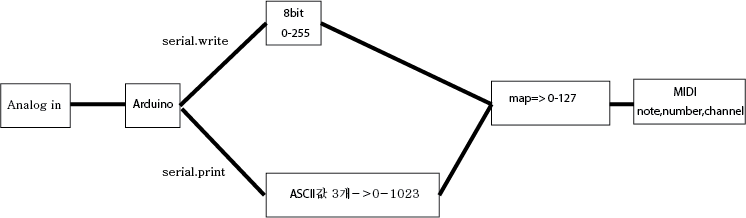 Analog in
Arduino
serial.write
8bit
0-255
serial.print
ASCII값 3개->0-1023
map=> 0-127
MIDI
note,number,channel